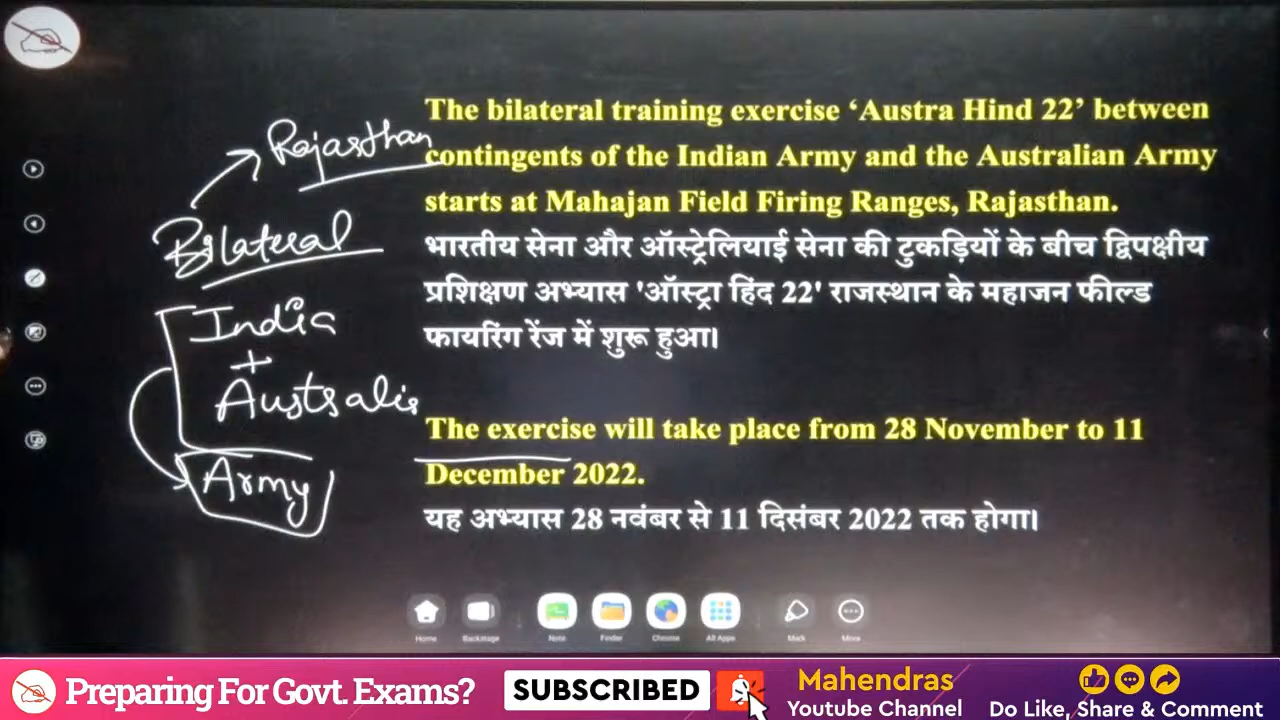 The bilateral training exercise ‘Austra Hind 22’ between
contingents of the Indian Army and the Australian Army
starts at Mahajan Field Firing Ranges, Rajasthan.
भारतीय सेना और ऑस्ट्रेलियाई सेना की टुकड़ियों के बीच द्विपक्षीय
प्रशिक्षण अभ्यास 'ऑस्ट्रा हिंद 22' राजस्थान के महाजन फील्ड
फायरिंग रेंज में शुरू हुआ।
The exercise will take place from 28 November to 11
December 2022.
यह अभ्यास 28 नवंबर से 11 दिसंबर 2022 तक होगा।
Rajasthan
Bilateral
India
+
Australia
Army
Home Backstage Note Finder Chrome All Apps Mark More
Preparing For Govt. Exams?
SUBSCRIBED
Mahendras
Youtube Channel
Do Like, Share & Comment